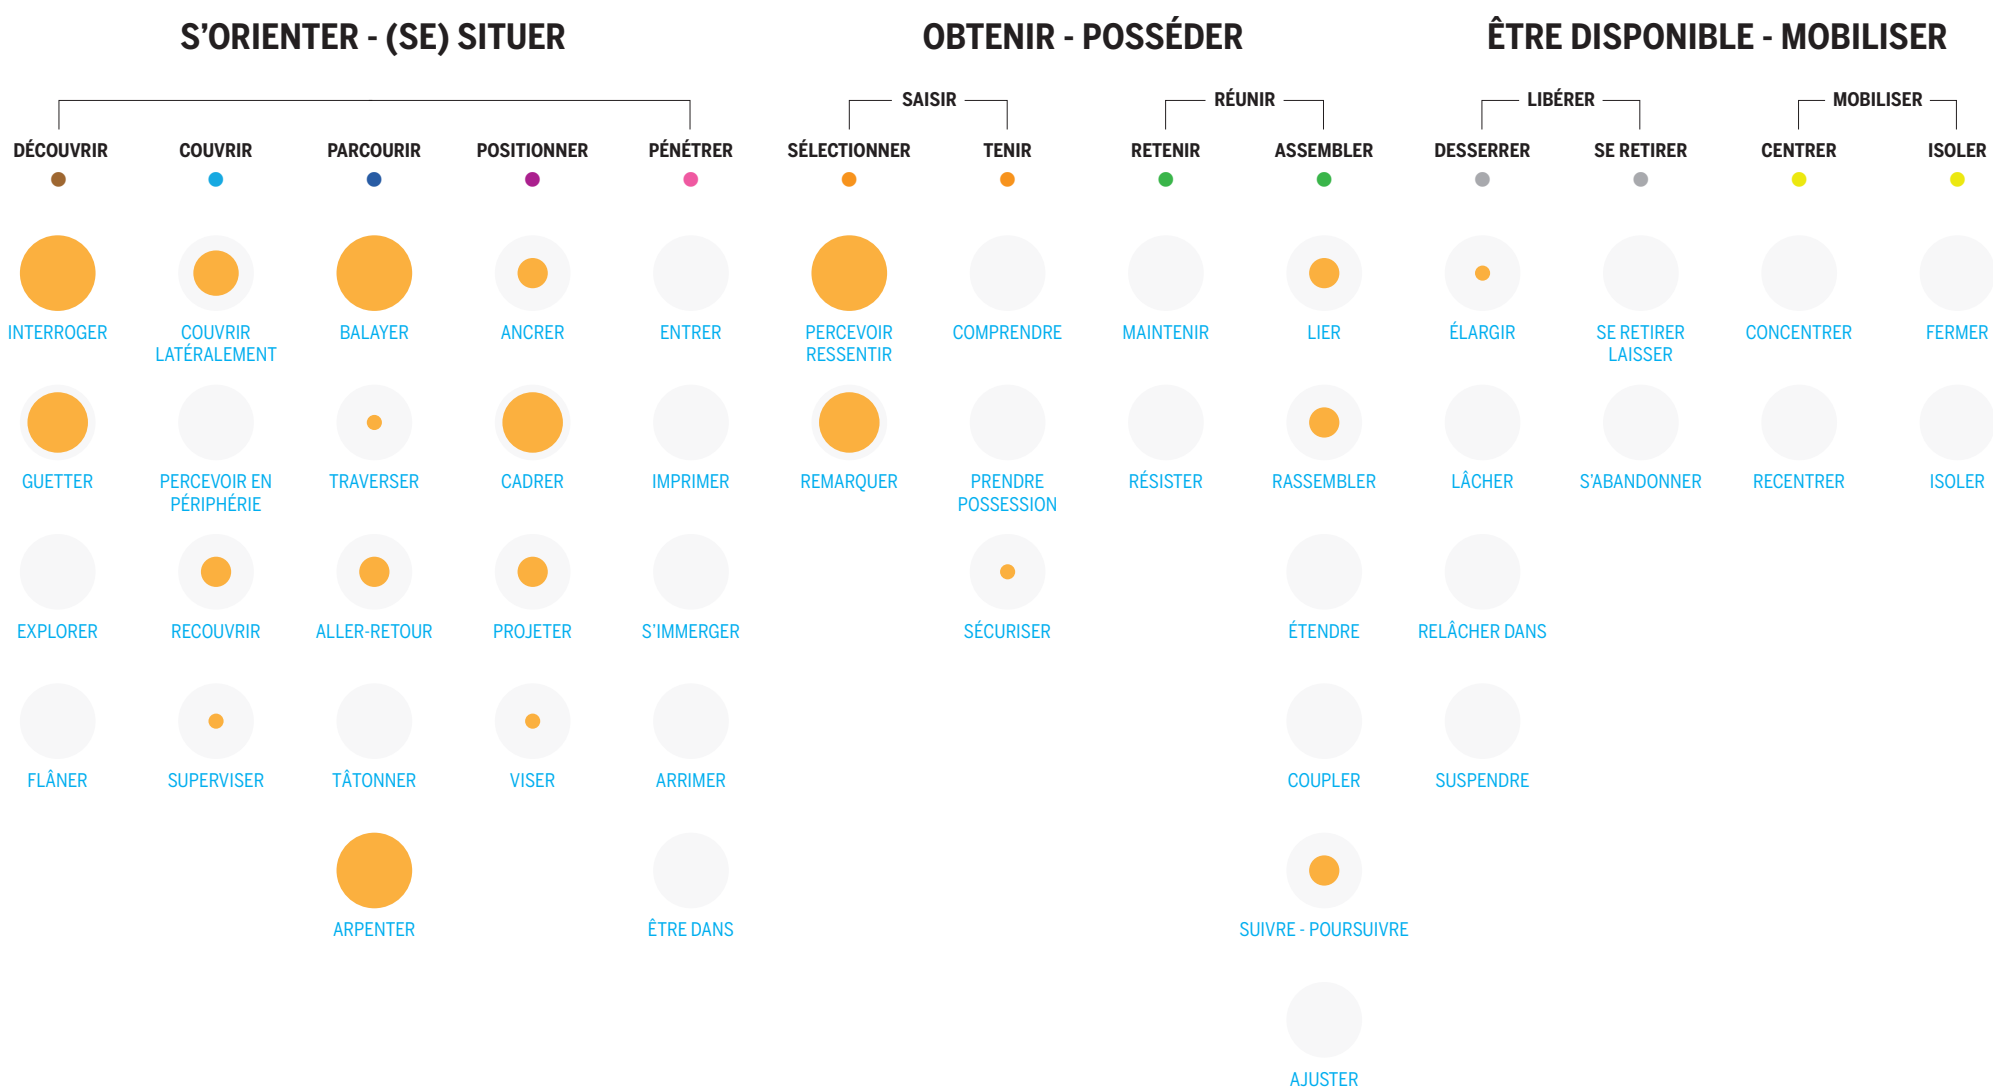 S’ORIENTER - (SE) SITUER
OBTENIR - POSSÉDER
ÊTRE DISPONIBLE - MOBILISER
SAISIR
RÉUNIR
LIBÉRER
MOBILISER
DÉCOUVRIR
COUVRIR
PARCOURIR
POSITIONNER
PÉNÉTRER
SÉLECTIONNER
TENIR
RETENIR
ASSEMBLER
DESSERRER
SE RETIRER
CENTRER
ISOLER
INTERROGER
COUVRIR
LATÉRALEMENT
BALAYER
ANCRER
ENTRER
PERCEVOIR
RESSENTIR
COMPRENDRE
MAINTENIR
LIER
ÉLARGIR
SE RETIRER
LAISSER
CONCENTRER
FERMER
GUETTER
PERCEVOIR EN
PÉRIPHÉRIE
TRAVERSER
CADRER
IMPRIMER
REMARQUER
PRENDRE
POSSESSION
RÉSISTER
RASSEMBLER
LÂCHER
S’ABANDONNER
RECENTRER
ISOLER
EXPLORER
RECOUVRIR
ALLER-RETOUR
PROJETER
S’IMMERGER
SÉCURISER
ÉTENDRE
RELÂCHER DANS
FLÂNER
SUPERVISER
TÂTONNER
VISER
ARRIMER
COUPLER
SUSPENDRE
ARPENTER
ÊTRE DANS
SUIVRE - POURSUIVRE
AJUSTER